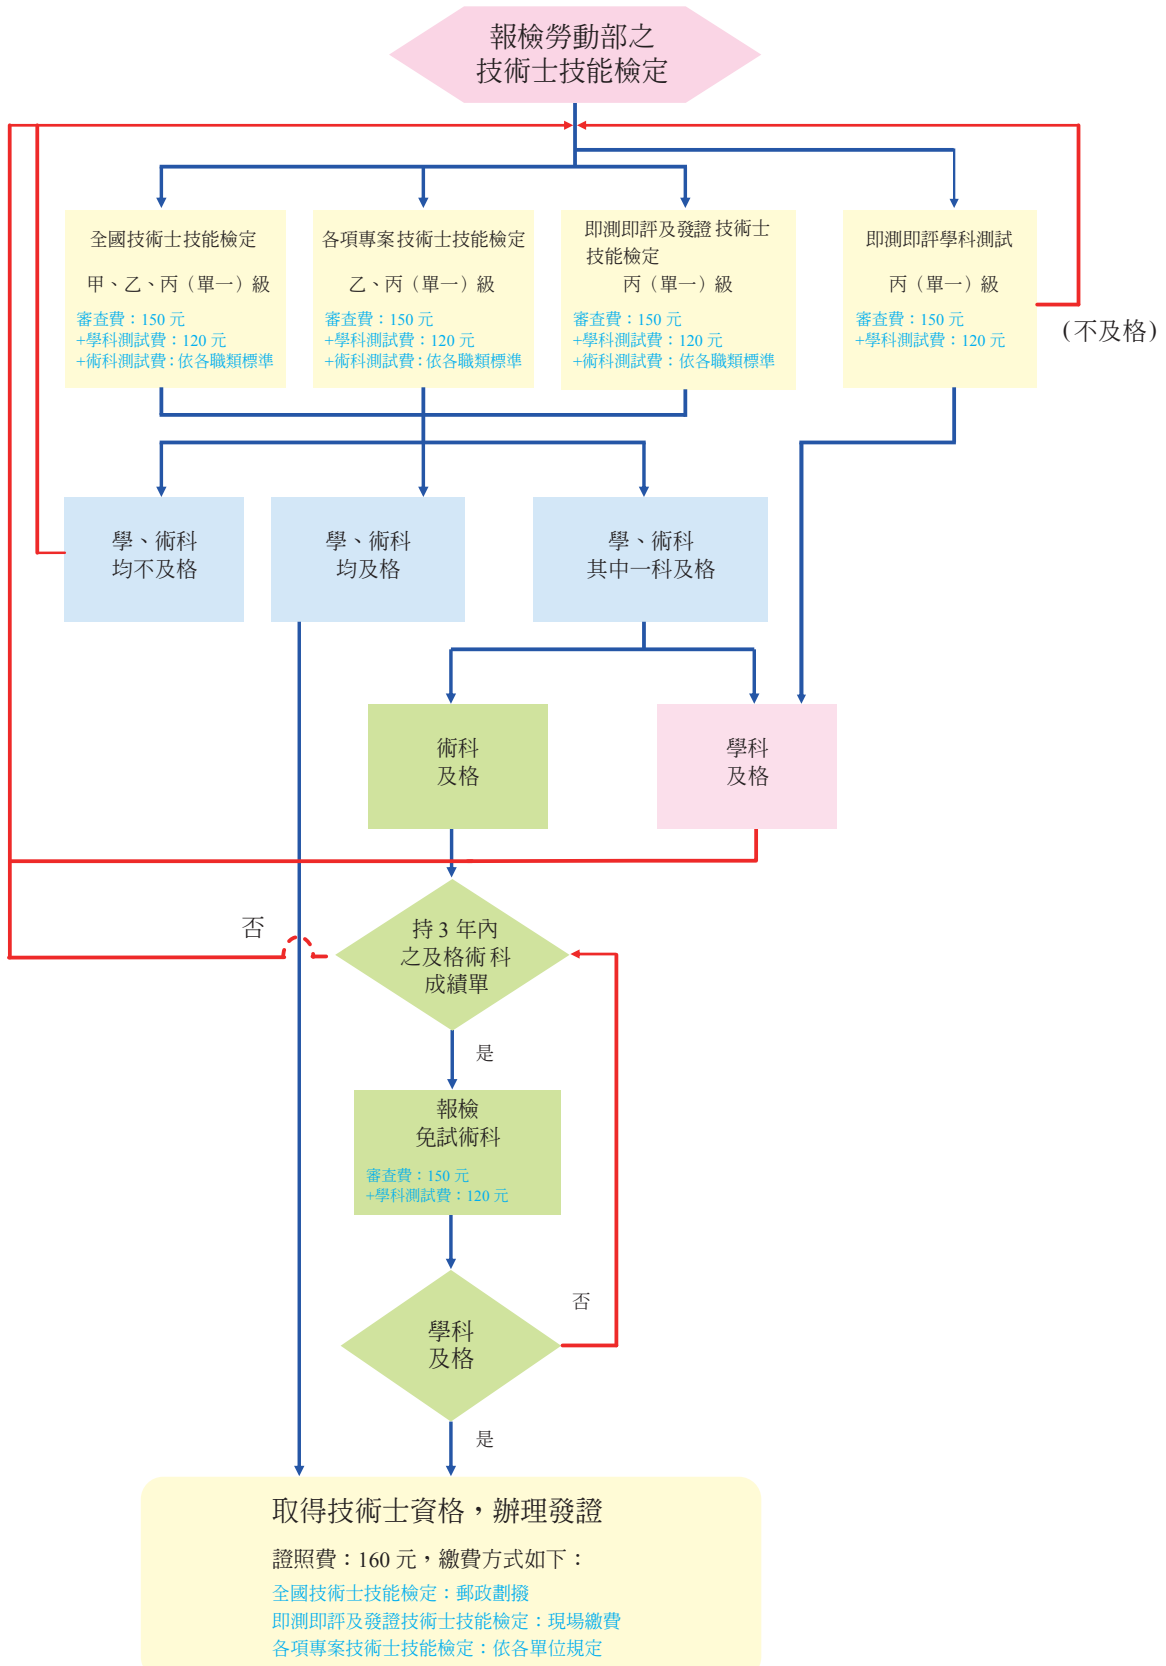 報檢勞動部之
技術士技能檢定
全國技術士技能檢定
甲、乙、丙（單一）級
審查費：150 元
+學科測試費：120 元
+術科測試費：依各職類標準
各項專案技術士技能檢定
乙、丙（單一）級
審查費：150 元
+學科測試費：120 元
+術科測試費：依各職類標準
即測即評及發證技術士
技能檢定
丙（單一）級
審查費：150 元
+學科測試費：120 元
+術科測試費：依各職類標準
即測即評學科測試
丙（單一）級
審查費：150 元
+學科測試費：120 元
(不及格)
學、術科
均不及格
學、術科
均及格
學、術科
其中一科及格
術科
及格
學科
及格
否
持 3 年內
之及格術科
成績單
是
報檢
免試術科
審查費：150 元
+學科測試費：120 元
否
學科
及格
是
取得技術士資格，辦理發證
證照費：160 元，繳費方式如下：
全國技術士技能檢定：郵政劃撥
即測即評及發證技術士技能檢定：現場繳費
各項專案技術士技能檢定：依各單位規定